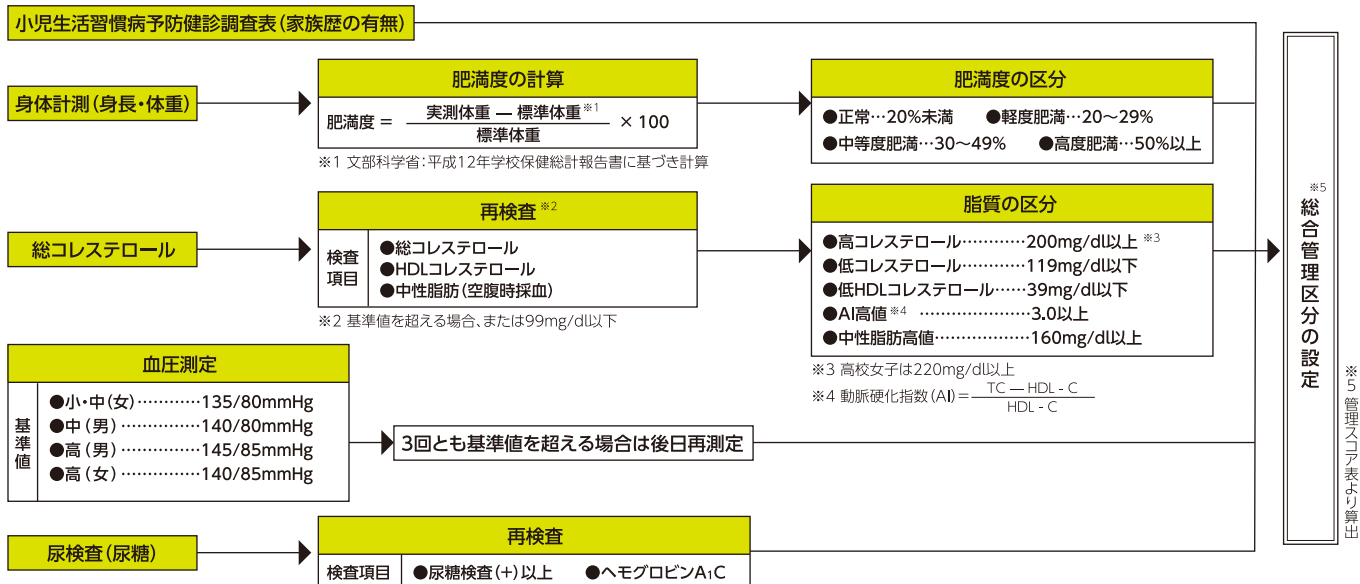 小児生活習慣病予防健診調査表(家族歴の有無)
身体計測(身長・体重)
肥満度の計算
肥満度 = 実測体重 ― 標準体重※1 / 標準体重 × 100
※1 文部科学省:平成12年学校保健総計報告書に基づき計算
肥満度の区分
●正常…20%未満 ●軽度肥満…20〜29%
●中等度肥満…30〜49% ●高度肥満…50%以上
総コレステロール
再検査※2
検査項目
●総コレステロール
●HDLコレステロール
●中性脂肪(空腹時採血)
※2 基準値を超える場合、または99mg/dl以下
脂質の区分
●高コレステロール…………200mg/dl以上※3
●低コレステロール…………119mg/dl以下
●低HDLコレステロール……39mg/dl以下
●AI高値※4 …………………3.0以上
●中性脂肪高値………………160mg/dl以上
※3 高校女子は220mg/dl以上
※4 動脈硬化指数(AI)= TC ― HDL - C / HDL - C
血圧測定
基準値
●小・中(女)…………135/80mmHg
●中(男)……………140/80mmHg
●高(男)……………145/85mmHg
●高(女)……………140/85mmHg
3回とも基準値を超える場合は後日再測定
尿検査(尿糖)
再検査
検査項目 ●尿糖検査(+)以上 ●ヘモグロビンA₁C
※5 総合管理区分の設定
※5 管理スコア表より算出